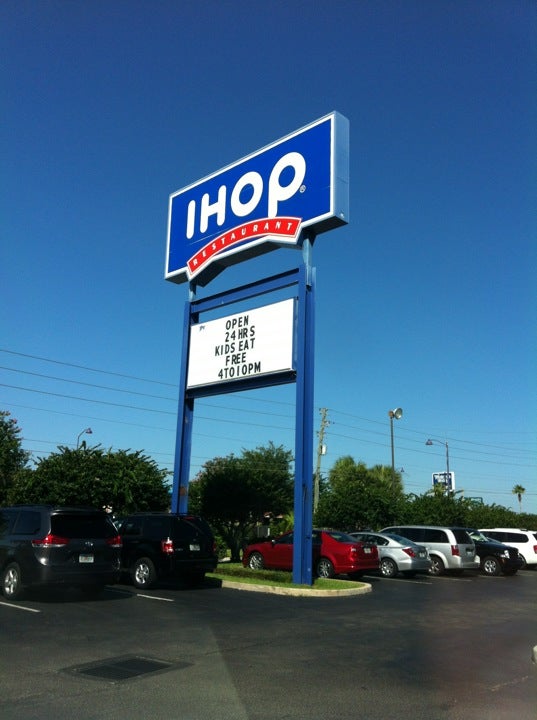 IHOP®
RESTAURANT
OPEN
24HRS
KIDS EAT
FREE
4TO10PM